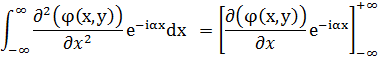 ∫_{-∞}^{∞} ∂²(φ(x,y))/∂x² e^{-iαx}dx = [∂(φ(x,y))/∂x e^{-iαx}]_{-∞}^{+∞}